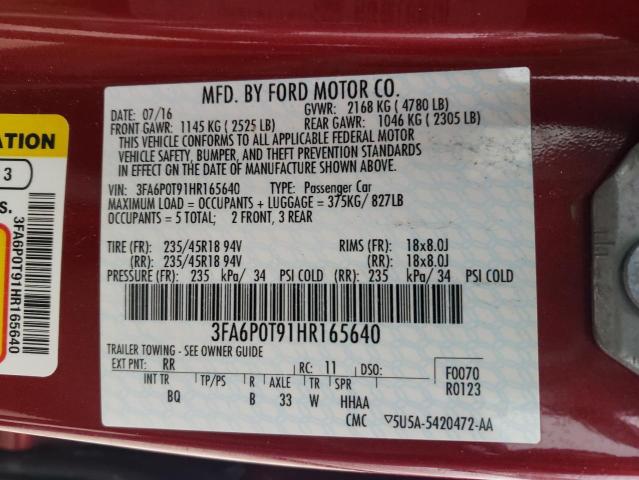 MFD. BY FORD MOTOR CO.
DATE: 07/16 GVWR: 2168 KG ( 4780 LB)
FRONT GAWR: 1145 KG ( 2525 LB) REAR GAWR: 1046 KG ( 2305 LB)
THIS VEHICLE CONFORMS TO ALL APPLICABLE FEDERAL MOTOR
VEHICLE SAFETY, BUMPER, AND THEFT PREVENTION STANDARDS
IN EFFECT ON THE DATE OF MANUFACTURE SHOWN ABOVE.
VIN: 3FA6P0T91HR165640 TYPE: Passenger Car
MAXIMUM LOAD = OCCUPANTS + LUGGAGE = 375KG/ 827LB
OCCUPANTS = 5 TOTAL; 2 FRONT, 3 REAR
TIRE (FR): 235/45R18 94V RIMS (FR): 18x8.0J
(RR): 235/45R18 94V (RR): 18x8.0J
PRESSURE (FR): 235 kPa/ 34 PSI COLD (RR): 235 kPa/ 34 PSI COLD
3FA6P0T91HR165640
TRAILER TOWING - SEE OWNER GUIDE
EXT PNT: RR RC: 11 DSO: F0070
R0123
INT TR TP/PS R AXLE TR SPR
BQ B 33 W HHAA
CMC ▽5U5A-5420472-AA
ATION
3
S.
3FA6P0T91HR165640